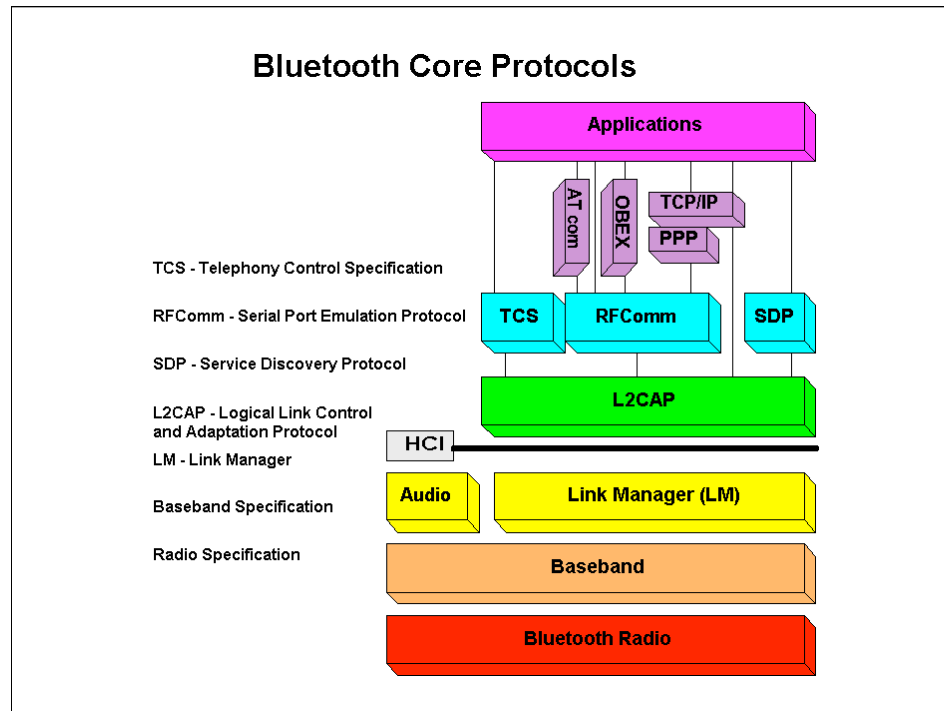 Bluetooth Core Protocols
Applications
AT com
OBEX
TCP/IP
PPP
TCS - Telephony Control Specification
RFComm - Serial Port Emulation Protocol
TCS
RFComm
SDP
SDP - Service Discovery Protocol
L2CAP
L2CAP - Logical Link Control
and Adaptation Protocol
HCI
LM - Link Manager
Audio
Link Manager (LM)
Baseband Specification
Radio Specification
Baseband
Bluetooth Radio